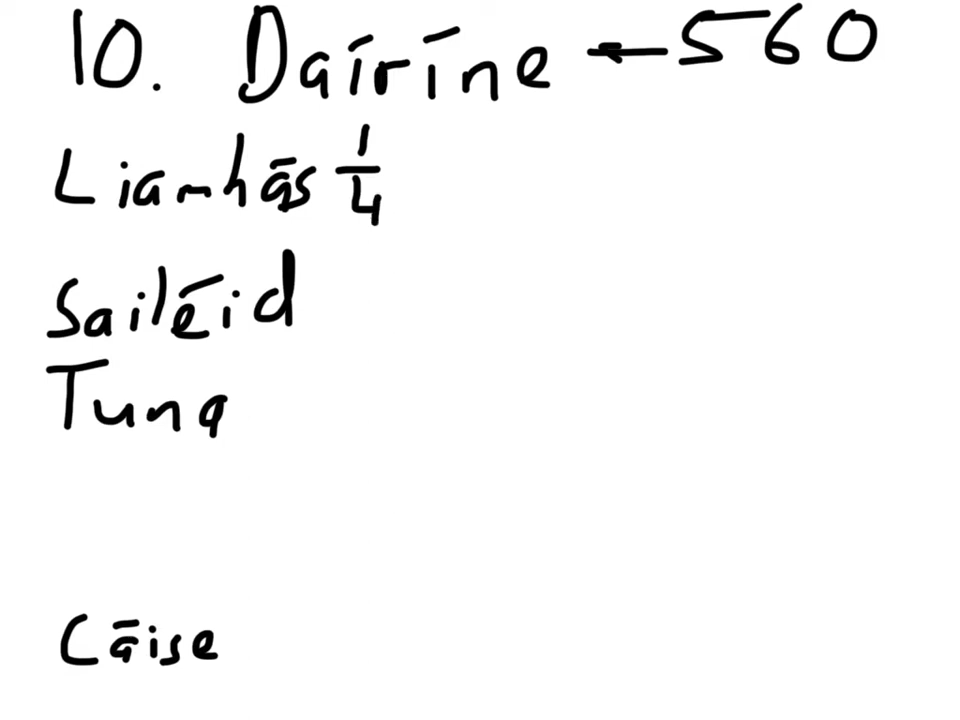 10. Dairíne ← 560
Liamhás 1/4
Sailéid
Tuna
Cáise